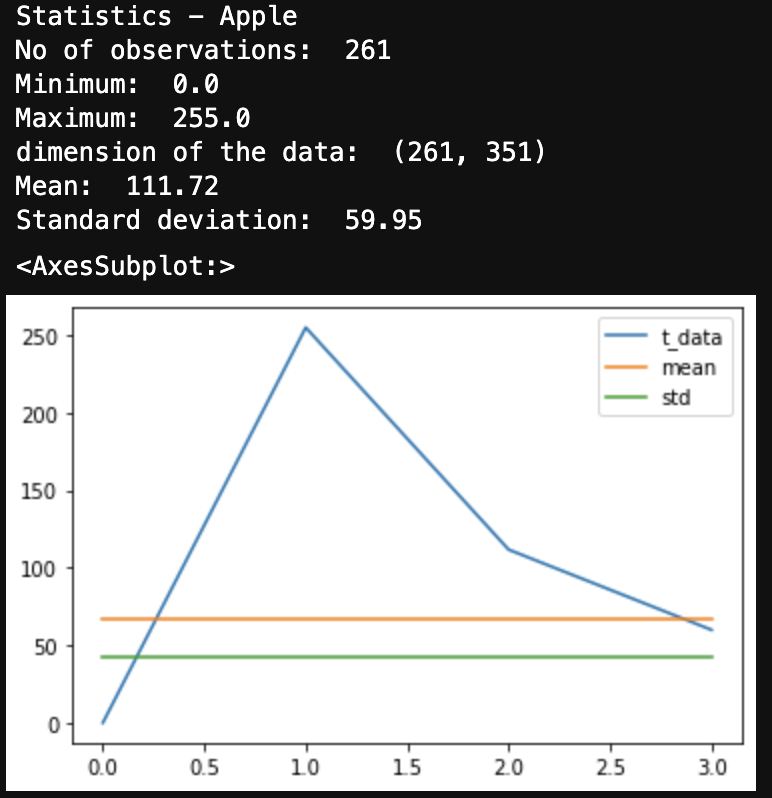 Statistics – Apple
No of observations:  261
Minimum:  0.0
Maximum:  255.0
dimension of the data:  (261, 351)
Mean:  111.72
Standard deviation:  59.95
<AxesSubplot:>
t_data
mean
std
250
200
150
100
50
0
0.0 0.5 1.0 1.5 2.0 2.5 3.0